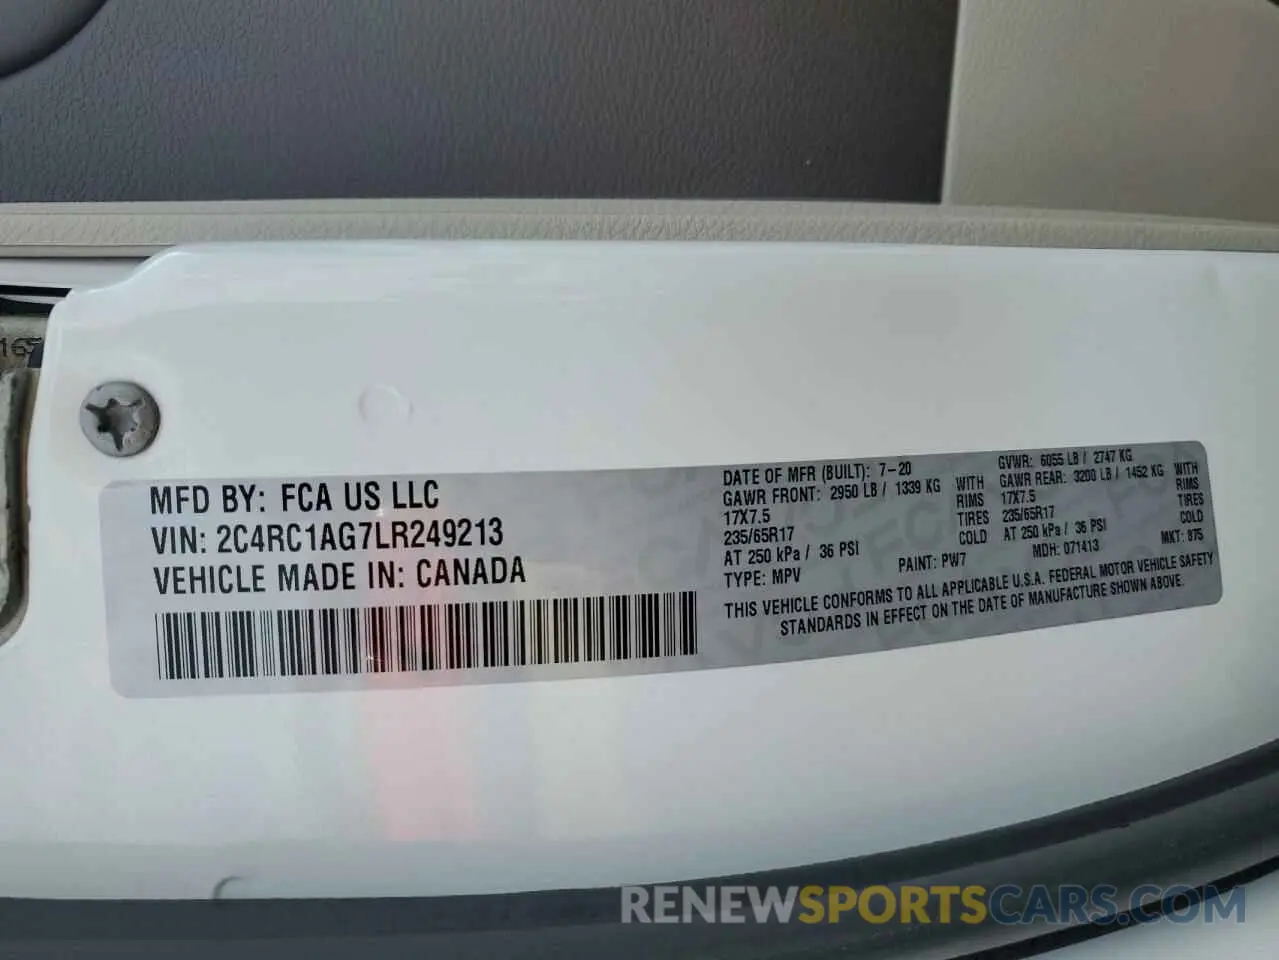 165
MFD BY: FCA US LLC
VIN: 2C4RC1AG7LR249213
VEHICLE MADE IN: CANADA
DATE OF MFR (BUILT): 7-20
GVWR: 6055 LB / 2747 KG
GAWR FRONT: 2950 LB / 1339 KG WITH
GAWR REAR: 3200 LB / 1452 KG WITH
17X7.5 RIMS
17X7.5 RIMS
235/65R17 TIRES
235/65R17 TIRES
AT 250 kPa / 36 PSI COLD
AT 250 kPa / 36 PSI COLD
TYPE: MPV PAINT: PW7 MDH: 071413 MKT: 875
THIS VEHICLE CONFORMS TO ALL APPLICABLE U.S.A. FEDERAL MOTOR VEHICLE SAFETY
STANDARDS IN EFFECT ON THE DATE OF MANUFACTURE SHOWN ABOVE.
RENEWSPORTSCARS.COM